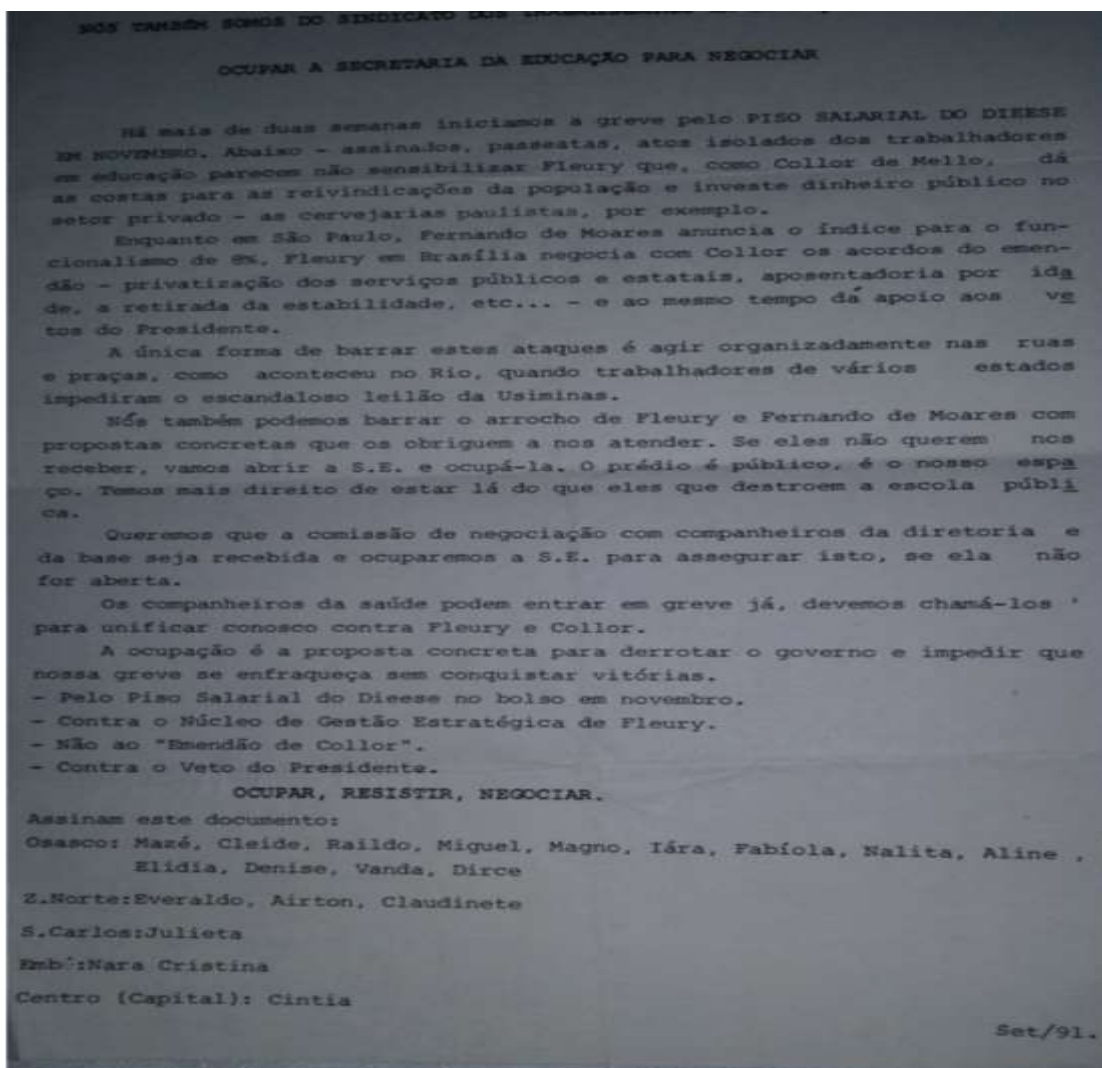 NÓS TAMBÉM SOMOS DO SINDICATO DOS
OCUPAR A SECRETARIA DA EDUCAÇÃO PARA NEGOCIAR
Há mais de duas semanas iniciamos a greve pelo PISO SALARIAL DO DIEESE
EM NOVEMBRO. Abaixo - assinados, passeatas, atos isolados dos trabalhadores
em educação parecem não sensibilizar Fleury que, como Collor de Mello, dá
as costas para as reivindicações da população e investe dinheiro público no
setor privado - as cervejarias paulistas, por exemplo.
Enquanto em São Paulo, Fernando de Moares anuncia o índice para o fun-
cionalismo de 8%, Fleury em Brasília negocia com Collor os acordos do emen-
dão - privatização dos serviços públicos e estatais, aposentadoria por ida
de, a retirada da estabilidade, etc... - e ao mesmo tempo dá apoio aos ve
tos do Presidente.
A única forma de barrar estes ataques é agir organizadamente nas ruas
e praças, como aconteceu no Rio, quando trabalhadores de vários estados
impediram o escandaloso leilão da Usiminas.
Nós também podemos barrar o arrocho de Fleury e Fernando de Moares com
propostas concretas que os obriguem a nos atender. Se eles não querem nos
receber, vamos abrir a S.E. e ocupá-la. O prédio é público, é o nosso espa
ço. Temos mais direito de estar lá do que eles que destroem a escola públi
ca.
Queremos que a comissão de negociação com companheiros da diretoria e
da base seja recebida e ocuparemos a S.E. para assegurar isto, se ela não
for aberta.
Os companheiros da saúde podem entrar em greve já, devemos chamá-los '
para unificar conosco contra Fleury e Collor.
A ocupação é a proposta concreta para derrotar o governo e impedir que
nossa greve se enfraqueça sem conquistar vitórias.
- Pelo Piso Salarial do Dieese no bolso em novembro.
- Contra o Núcleo de Gestão Estratégica de Fleury.
- Não ao "Emendão de Collor".
- Contra o Veto do Presidente.
OCUPAR, RESISTIR, NEGOCIAR.
Assinam este documento:
Osasco: Mazé, Cleide, Raildo, Miguel, Magno, Iára, Fabíola, Nalita, Aline ,
Elidia, Denise, Vanda, Dirce
Z.Norte:Everaldo, Airton, Claudinete
S.Carlos:Julieta
Emb´:Nara Cristina
Centro (Capital): Cintia
Set/91.